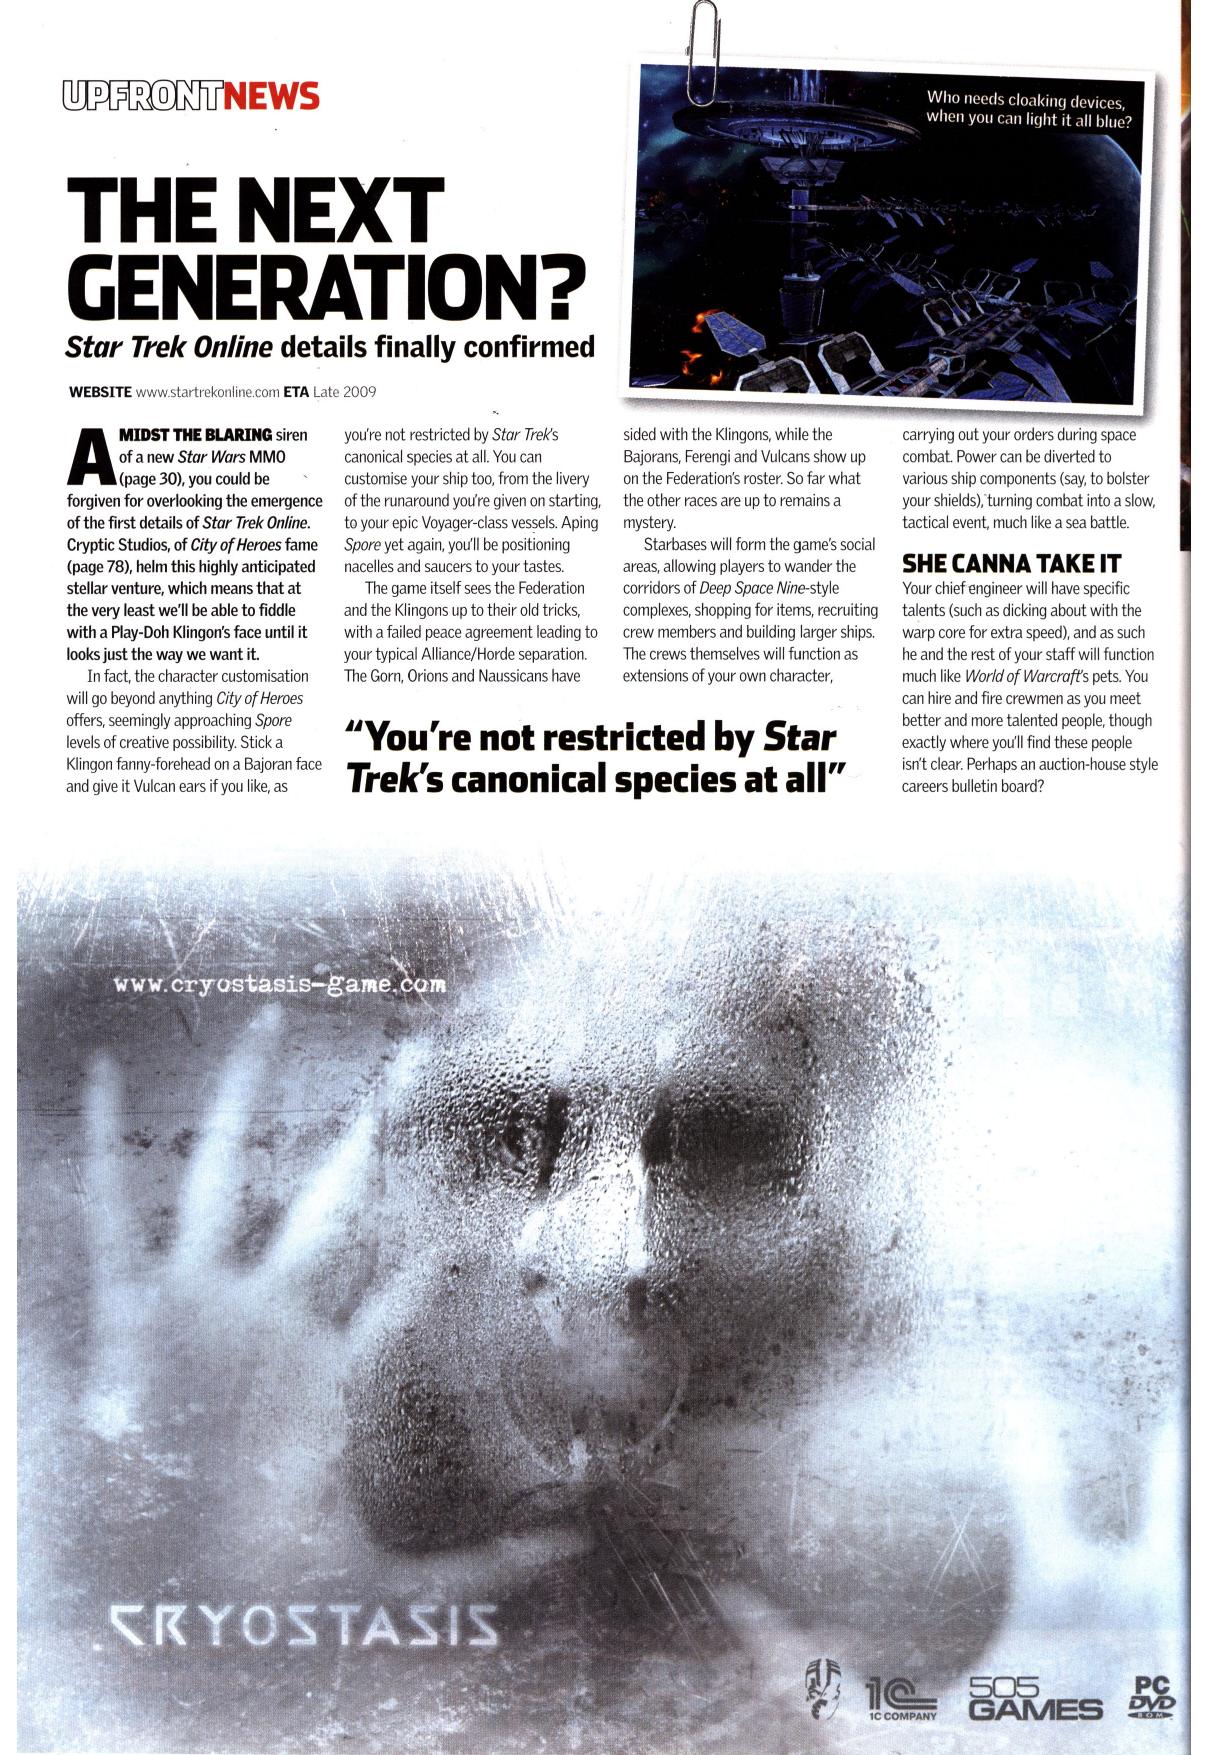 UPFRONTNEWS
Who needs cloaking devices,
when you can light it all blue?
THE NEXT
GENERATION?
Star Trek Online details finally confirmed
WEBSITE www.startrekonline.com ETA Late 2009
AMIDST THE BLARING siren
of a new Star Wars MMO
(page 30), you could be
forgiven for overlooking the emergence
of the first details of Star Trek Online.
Cryptic Studios, of City of Heroes fame
(page 78), helm this highly anticipated
stellar venture, which means that at
the very least we'll be able to fiddle
with a Play-Doh Klingon's face until it
looks just the way we want it.
In fact, the character customisation
will go beyond anything City of Heroes
offers, seemingly approaching Spore
levels of creative possibility. Stick a
Klingon fanny-forehead on a Bajoran face
and give it Vulcan ears if you like, as
you're not restricted by Star Trek's
canonical species at all. You can
customise your ship too, from the livery
of the runaround you're given on starting,
to your epic Voyager-class vessels. Aping
Spore yet again, you'll be positioning
nacelles and saucers to your tastes.
The game itself sees the Federation
and the Klingons up to their old tricks,
with a failed peace agreement leading to
your typical Alliance/Horde separation.
The Gorn, Orions and Naussicans have
sided with the Klingons, while the
Bajorans, Ferengi and Vulcans show up
on the Federation's roster. So far what
the other races are up to remains a
mystery.
Starbases will form the game's social
areas, allowing players to wander the
corridors of Deep Space Nine-style
complexes, shopping for items, recruiting
crew members and building larger ships.
The crews themselves will function as
extensions of your own character,
"You're not restricted by Star
Trek's canonical species at all"
carrying out your orders during space
combat. Power can be diverted to
various ship components (say, to bolster
your shields), turning combat into a slow,
tactical event, much like a sea battle.
SHE CANNA TAKE IT
Your chief engineer will have specific
talents (such as dicking about with the
warp core for extra speed), and as such
he and the rest of your staff will function
much like World of Warcraft's pets. You
can hire and fire crewmen as you meet
better and more talented people, though
exactly where you'll find these people
isn't clear. Perhaps an auction-house style
careers bulletin board?
www.cryostasis-game.com
CRYOSTASIS
1C
1C COMPANY
505
GAMES
PC
DVD
ROM